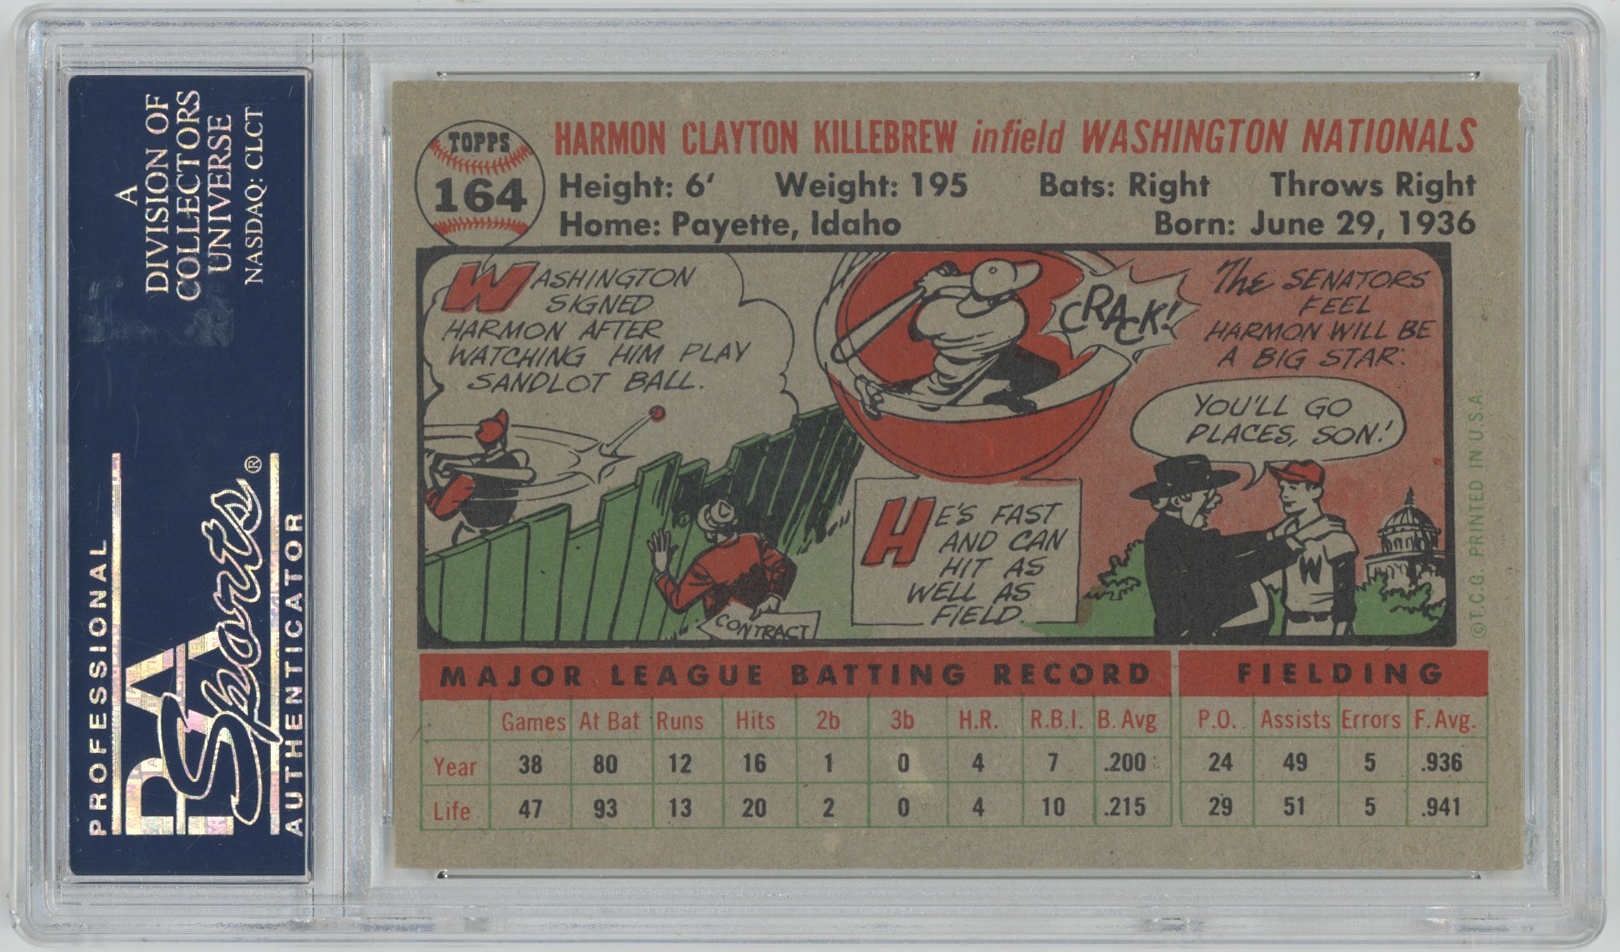 A
DIVISION OF
COLLECTORS
UNIVERSE
NASDAQ: CLCT
PROFESSIONAL
PSA
Sports®
AUTHENTICATOR
TOPPS
164
HARMON CLAYTON KILLEBREW infield WASHINGTON NATIONALS
Height: 6' Weight: 195 Bats: Right Throws Right
Home: Payette, Idaho Born: June 29, 1936
WASHINGTON
SIGNED
HARMON AFTER
WATCHING HIM PLAY
SANDLOT BALL.
CONTRACT
CRACK!
HE'S FAST
AND CAN
HIT AS
WELL AS
FIELD.
The SENATORS
FEEL
HARMON WILL BE
A BIG STAR.
YOU'LL GO
PLACES, SON!
W
©T.C.G. PRINTED IN U.S.A.
MAJOR LEAGUE BATTING RECORD FIELDING
Games At Bat Runs Hits 2b 3b H.R. R.B.I. B. Avg P.O. Assists Errors F. Avg.
Year 38 80 12 16 1 0 4 7 .200 24 49 5 .936
Life 47 93 13 20 2 0 4 10 .215 29 51 5 .941